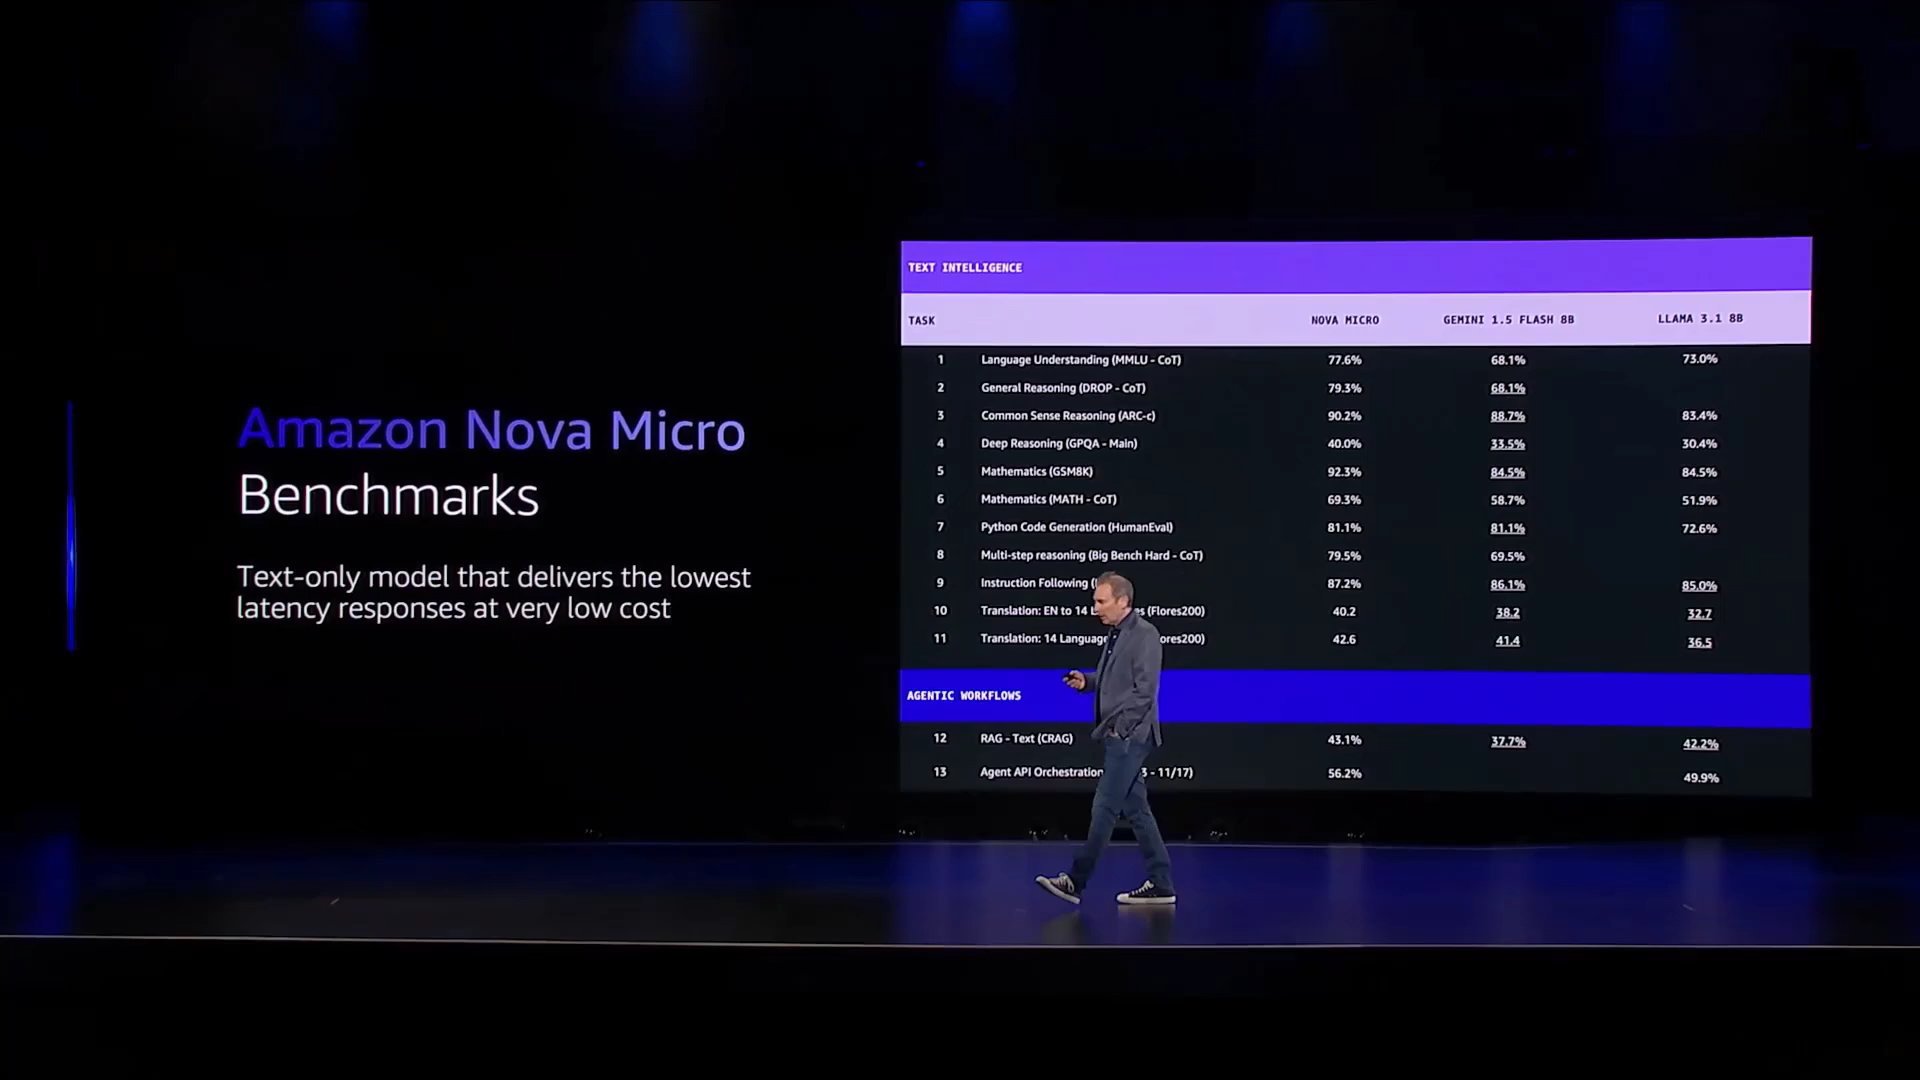 Amazon Nova Micro
Benchmarks
Text-only model that delivers the lowest
latency responses at very low cost
TEXT INTELLIGENCE
TASK NOVA MICRO GEMINI 1.5 FLASH 8B LLAMA 3.1 8B
1 Language Understanding (MMLU - CoT) 77.6% 68.1% 73.0%
2 General Reasoning (DROP - CoT) 79.3% 68.1%
3 Common Sense Reasoning (ARC-c) 90.2% 88.7% 83.4%
4 Deep Reasoning (GPQA - Main) 40.0% 33.5% 30.4%
5 Mathematics (GSM8K) 92.3% 84.5% 84.5%
6 Mathematics (MATH - CoT) 69.3% 58.7% 51.9%
7 Python Code Generation (HumanEval) 81.1% 81.1% 72.6%
8 Multi-step reasoning (Big Bench Hard - CoT) 79.5% 69.5%
9 Instruction Following 87.2% 86.1% 85.0%
10 Translation: EN to 14 (Flores200) 40.2 38.2 32.7
11 Translation: 14 42.6 41.4 36.5
AGENTIC WORKFLOWS
12 RAG - Text (CRAG) 43.1% 37.7% 42.2%
13 Agent API Orchestration - 11/17) 56.2% 49.9%